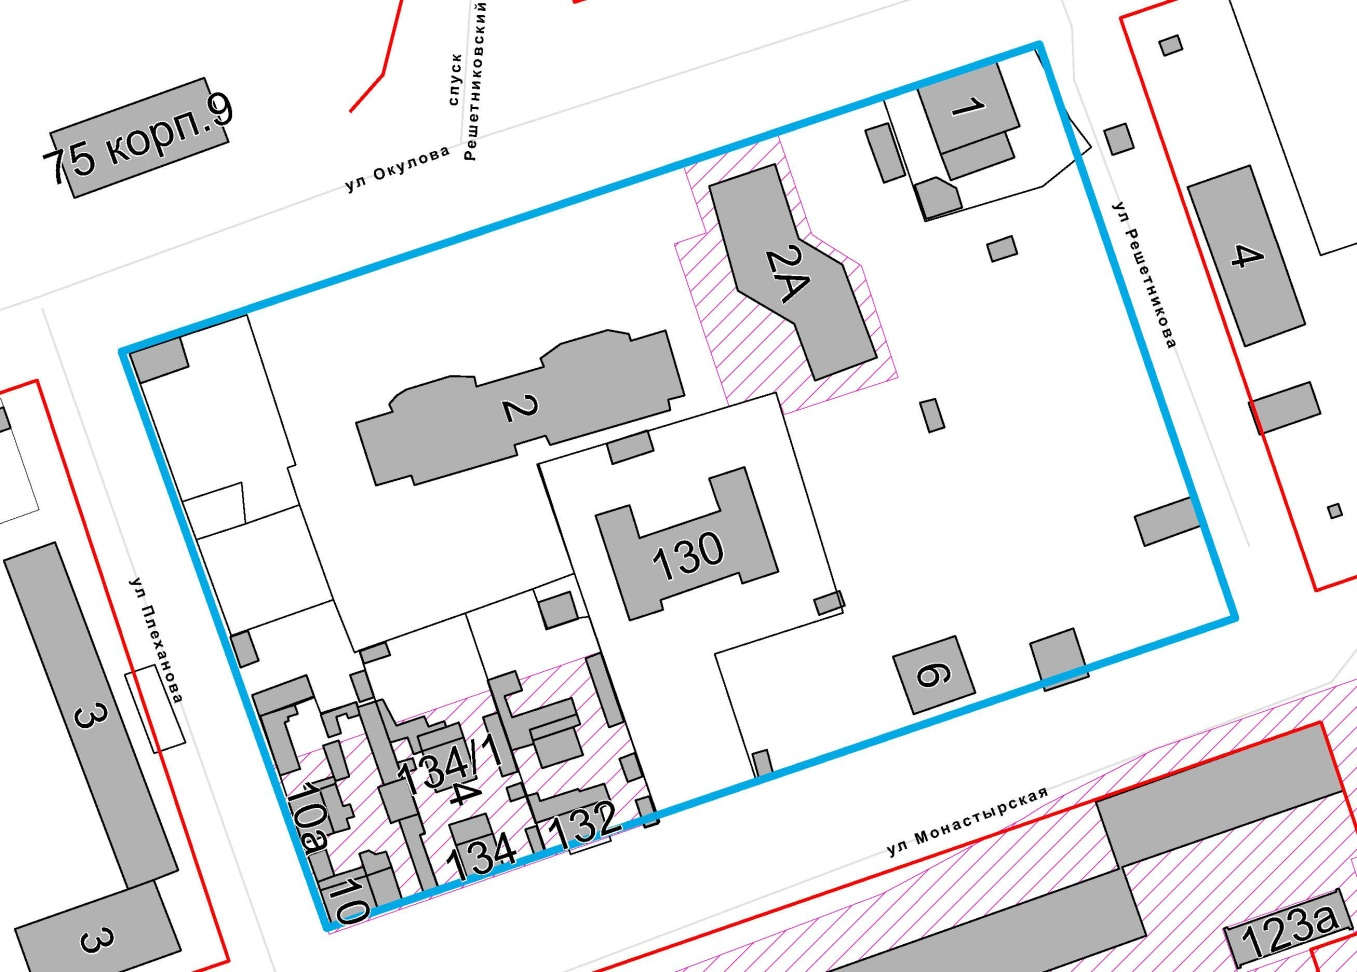 спуск
Решетниковский
75 корп.9
ул Окулова
1
2А
ул Решетникова
4
2
130
ул Плеханова
3
6
134/1
4
10а
132
134
10
ул Монастырская
3
123а